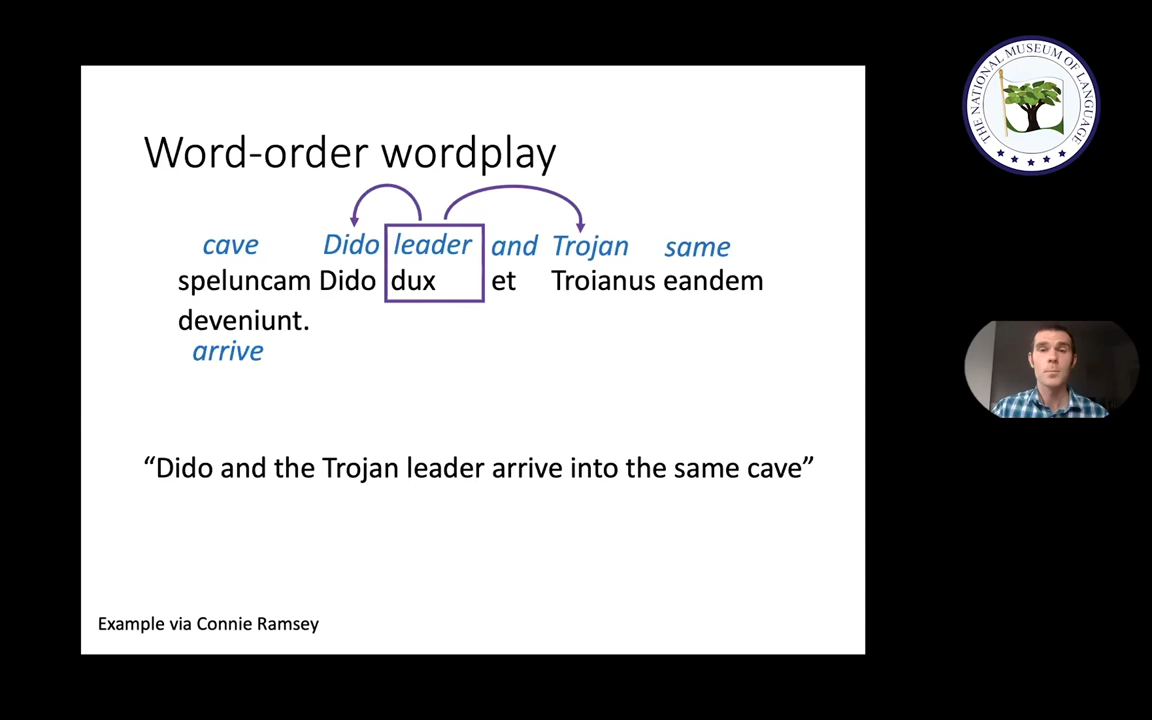 THE NATIONAL MUSEUM OF LANGUAGE
Word-order wordplay
cave Dido leader and Trojan same
speluncam Dido dux et Troianus eandem
deveniunt.
arrive
“Dido and the Trojan leader arrive into the same cave”
Example via Connie Ramsey